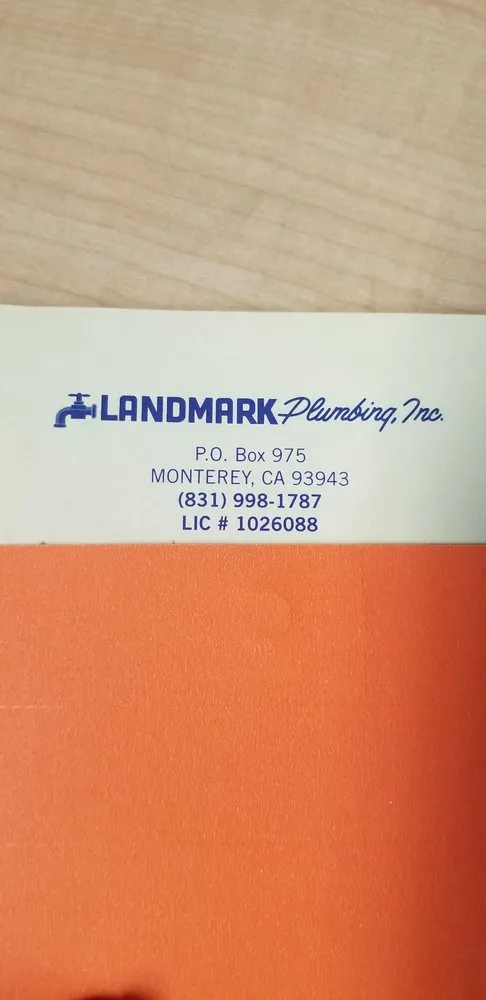 LANDMARK Plumbing, Inc.
P.O. Box 975
MONTEREY, CA 93943
(831) 998-1787
LIC # 1026088